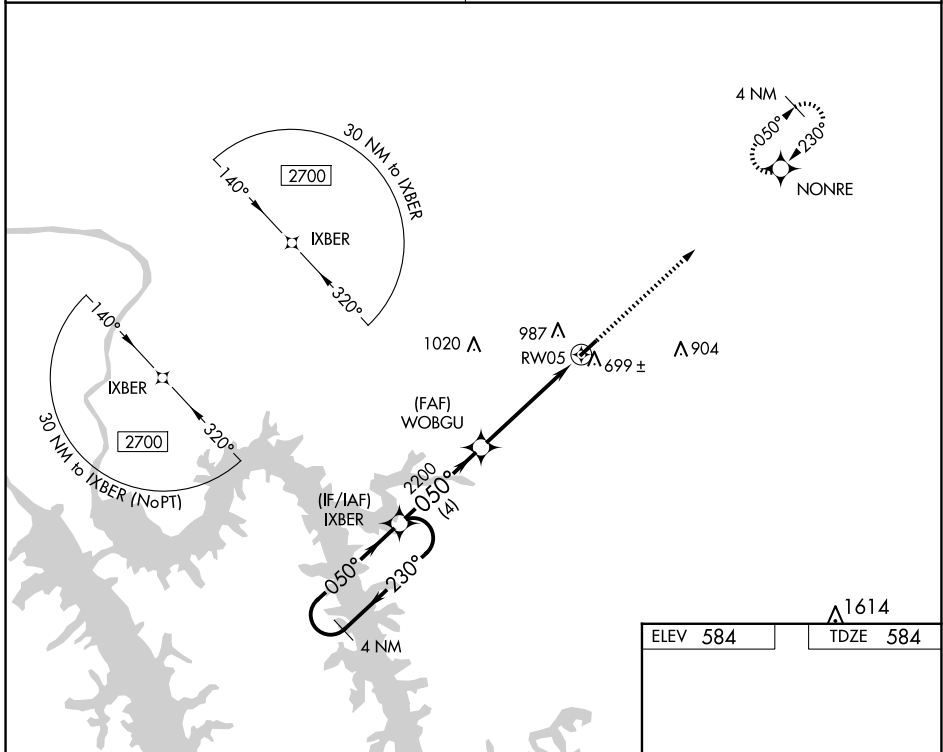 4 NM
050°
230°
NONRE
30 NM to IXBER
2700
140°
IXBER
320°
140°
IXBER
320°
2700
30 NM to IXBER (NoPT)
1020
987
RW05
699 ±
904
(FAF)
WOBGU
2200
050°
(4)
(IF/IAF)
IXBER
050°
230°
4 NM
1614
ELEV 584
TDZE 584